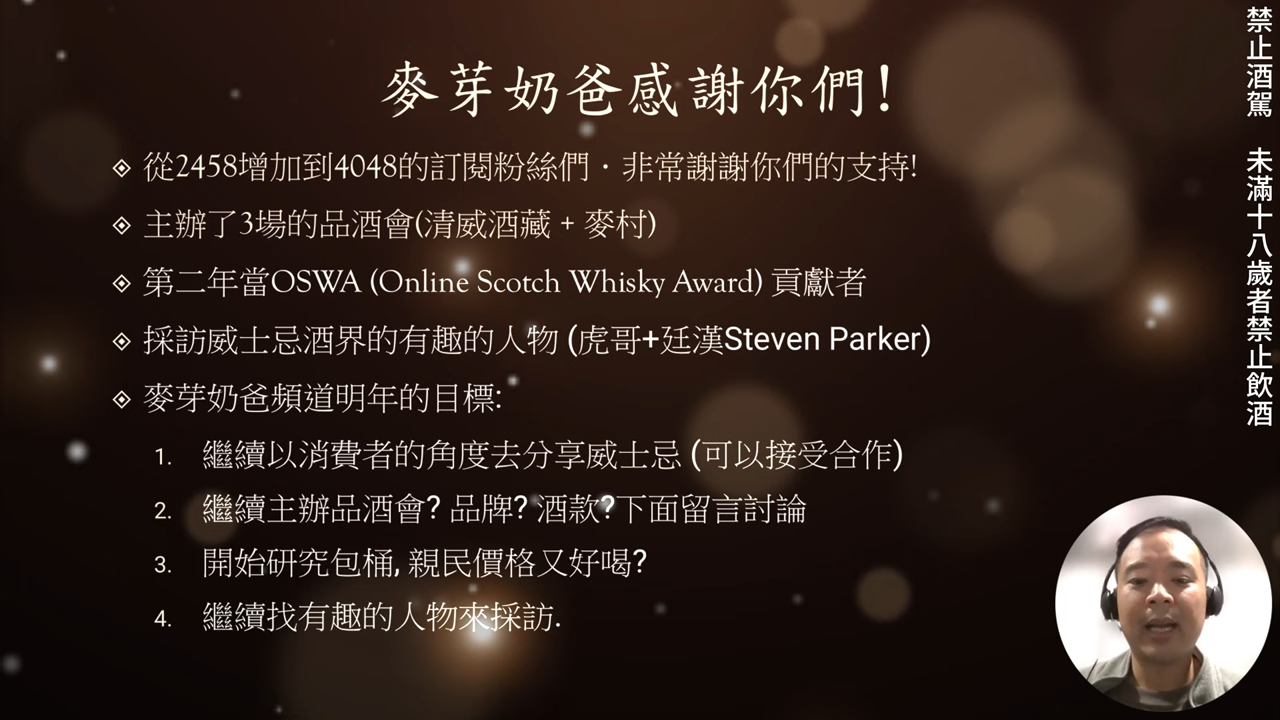 麥芽奶爸感謝你們!
從2458增加到4048的訂閱粉絲們．非常謝謝你們的支持!
主辦了3場的品酒會(清威酒藏 + 麥村)
第二年當OSWA (Online Scotch Whisky Award) 貢獻者
採訪威士忌酒界的有趣的人物 (虎哥+廷漢Steven Parker)
麥芽奶爸頻道明年的目標:
1. 繼續以消費者的角度去分享威士忌 (可以接受合作)
2. 繼續主辦品酒會? 品牌? 酒款?下面留言討論
3. 開始研究包桶, 親民價格又好喝?
4. 繼續找有趣的人物來採訪.
禁止酒駕 未滿十八歲者禁止飲酒